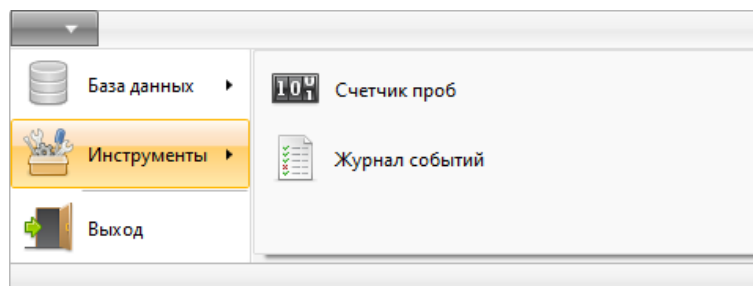 База данных
Инструменты
Выход
Счетчик проб
Журнал событий